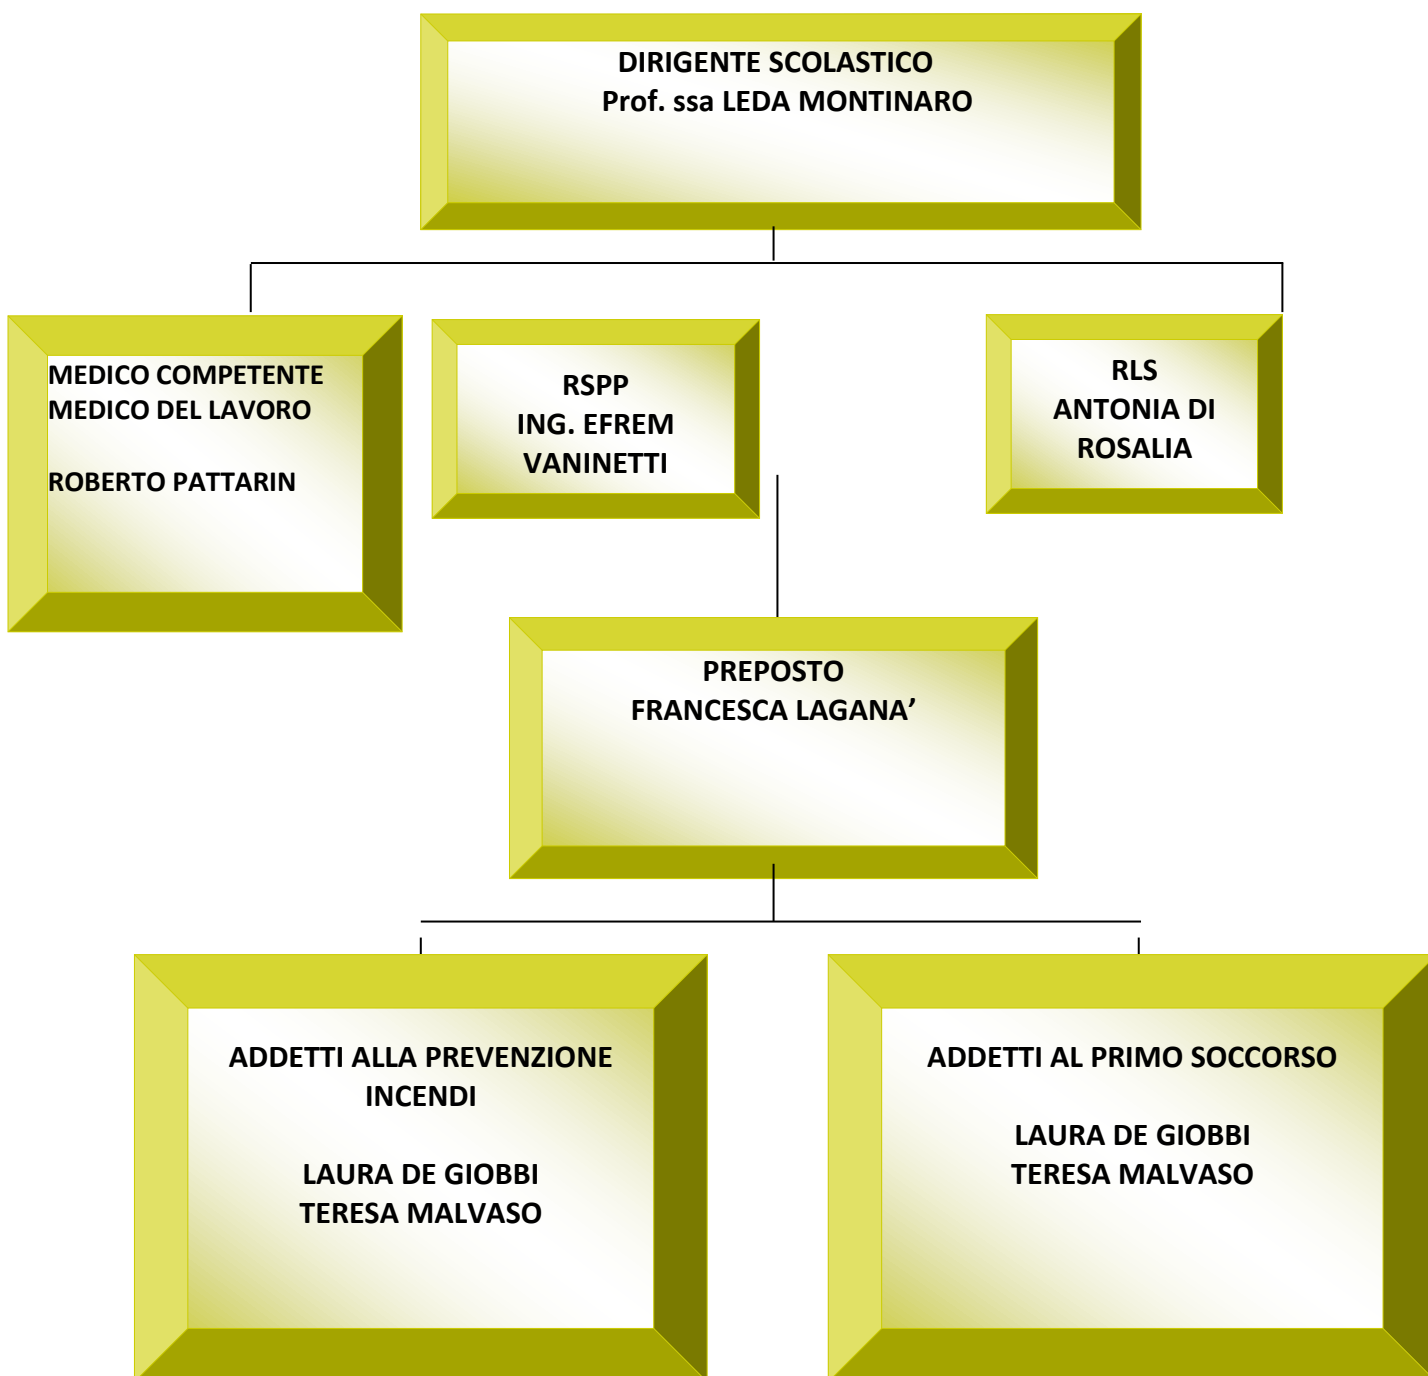 DIRIGENTE SCOLASTICO
Prof. ssa LEDA MONTINARO
MEDICO COMPETENTE
MEDICO DEL LAVORO
ROBERTO PATTARIN
RSPP
ING. EFREM
VANINETTI
RLS
ANTONIA DI
ROSALIA
PREPOSTO
FRANCESCA LAGANA’
ADDETTI ALLA PREVENZIONE
INCENDI
LAURA DE GIOBBI
TERESA MALVASO
ADDETTI AL PRIMO SOCCORSO
LAURA DE GIOBBI
TERESA MALVASO